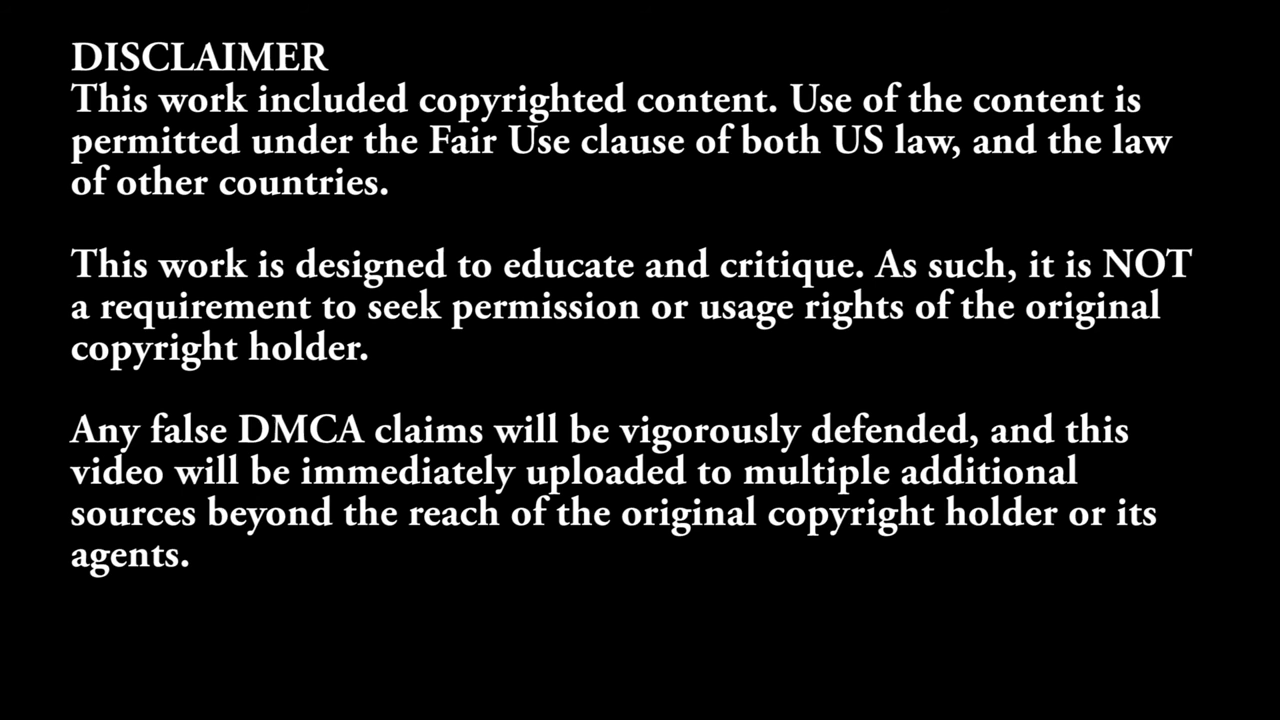 DISCLAIMER
This work included copyrighted content. Use of the content is
permitted under the Fair Use clause of both US law, and the law
of other countries.
This work is designed to educate and critique. As such, it is NOT
a requirement to seek permission or usage rights of the original
copyright holder.
Any false DMCA claims will be vigorously defended, and this
video will be immediately uploaded to multiple additional
sources beyond the reach of the original copyright holder or its
agents.